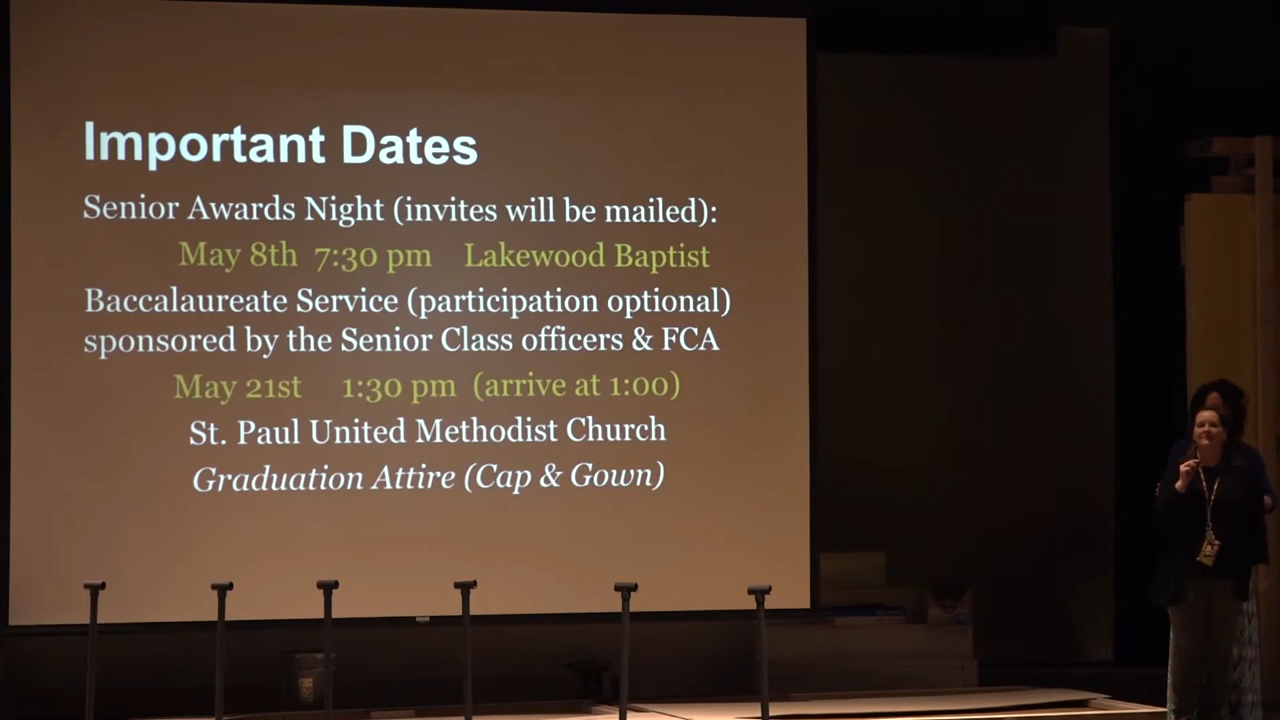 Important Dates
Senior Awards Night (invites will be mailed):
May 8th 7:30 pm Lakewood Baptist
Baccalaureate Service (participation optional)
sponsored by the Senior Class officers & FCA
May 21st 1:30 pm (arrive at 1:00)
St. Paul United Methodist Church
Graduation Attire (Cap & Gown)